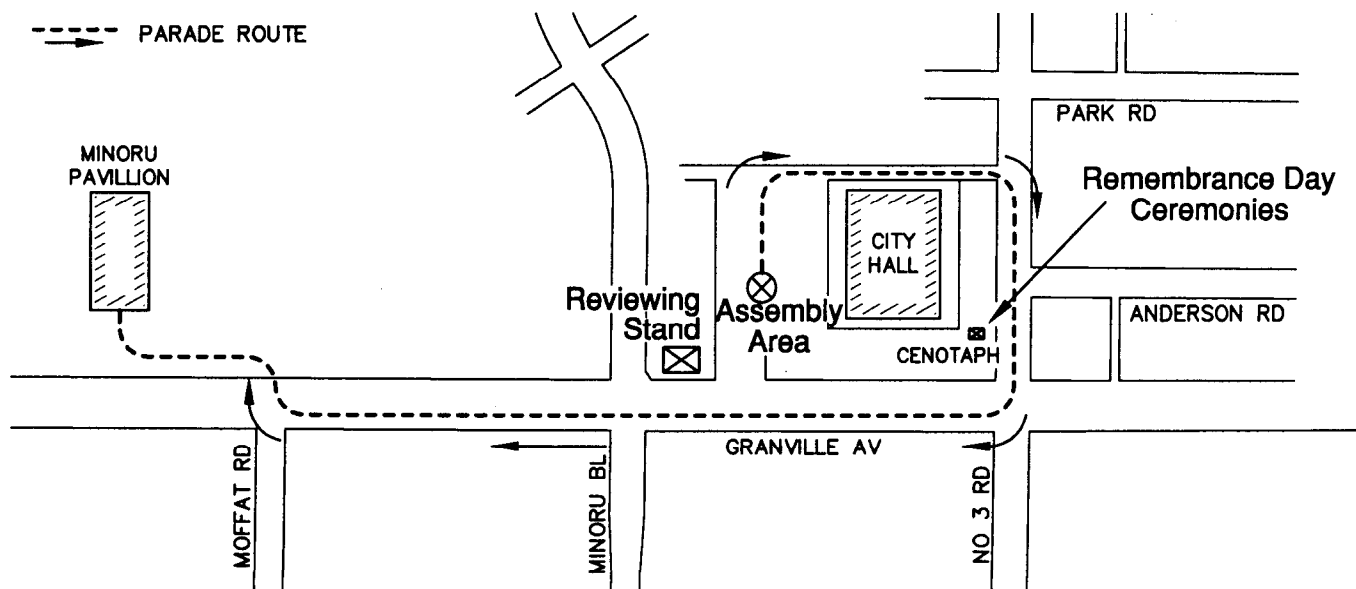 PARADE ROUTE
PARK RD
MINORU
PAVILLION
Remembrance Day
Ceremonies
CITY
HALL
Reviewing
Stand
Assembly
Area
ANDERSON RD
CENOTAPH
GRANVILLE AV
MOFFAT RD
MINORU BL
NO 3 RD